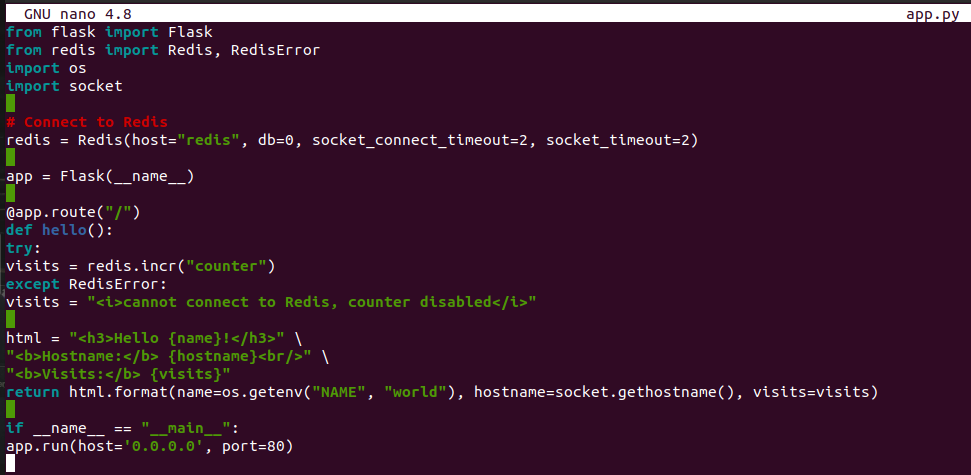 GNU nano 4.8 app.py
from flask import Flask
from redis import Redis, RedisError
import os
import socket
# Connect to Redis
redis = Redis(host="redis", db=0, socket_connect_timeout=2, socket_timeout=2)
app = Flask(__name__)
@app.route("/")
def hello():
try:
visits = redis.incr("counter")
except RedisError:
visits = "<i>cannot connect to Redis, counter disabled</i>"
html = "<h3>Hello {name}!</h3>" \
"<b>Hostname:</b> {hostname}<br/>" \
"<b>Visits:</b> {visits}"
return html.format(name=os.getenv("NAME", "world"), hostname=socket.gethostname(), visits=visits)
if __name__ == "__main__":
app.run(host='0.0.0.0', port=80)